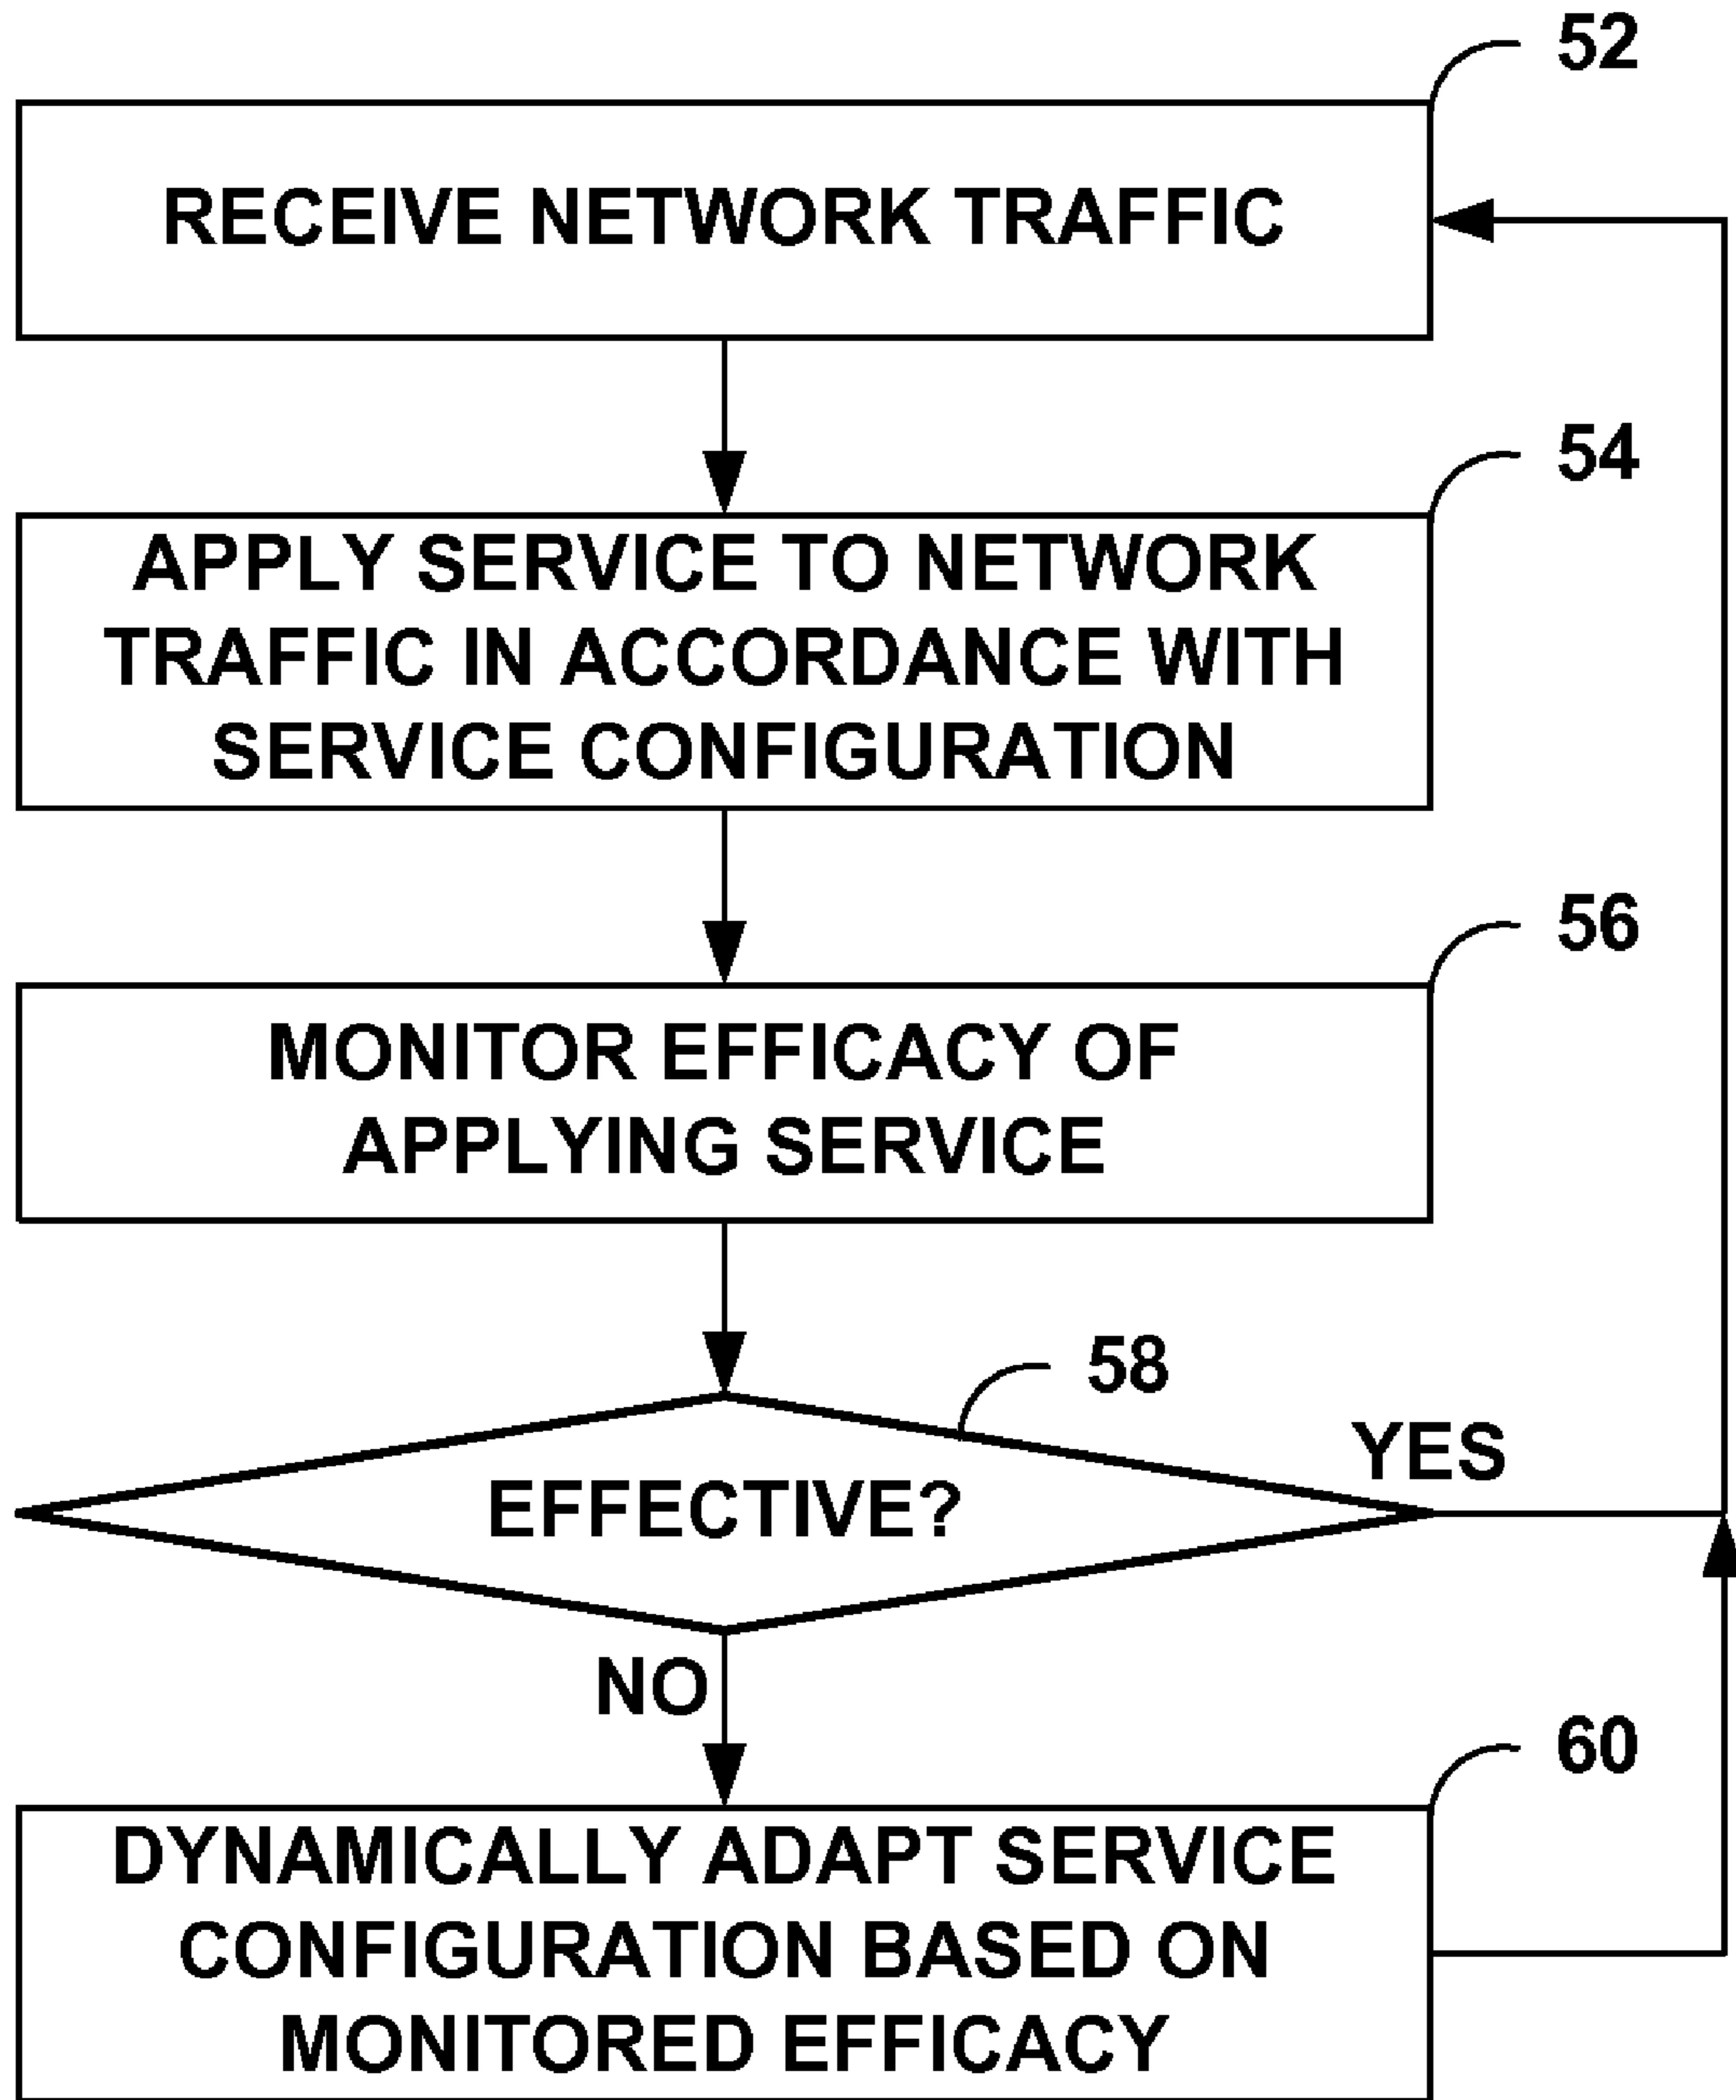 52
RECEIVE NETWORK TRAFFIC
54
APPLY SERVICE TO NETWORK
TRAFFIC IN ACCORDANCE WITH
SERVICE CONFIGURATION
56
MONITOR EFFICACY OF
APPLYING SERVICE
58
EFFECTIVE?
YES
NO
60
DYNAMICALLY ADAPT SERVICE
CONFIGURATION BASED ON
MONITORED EFFICACY